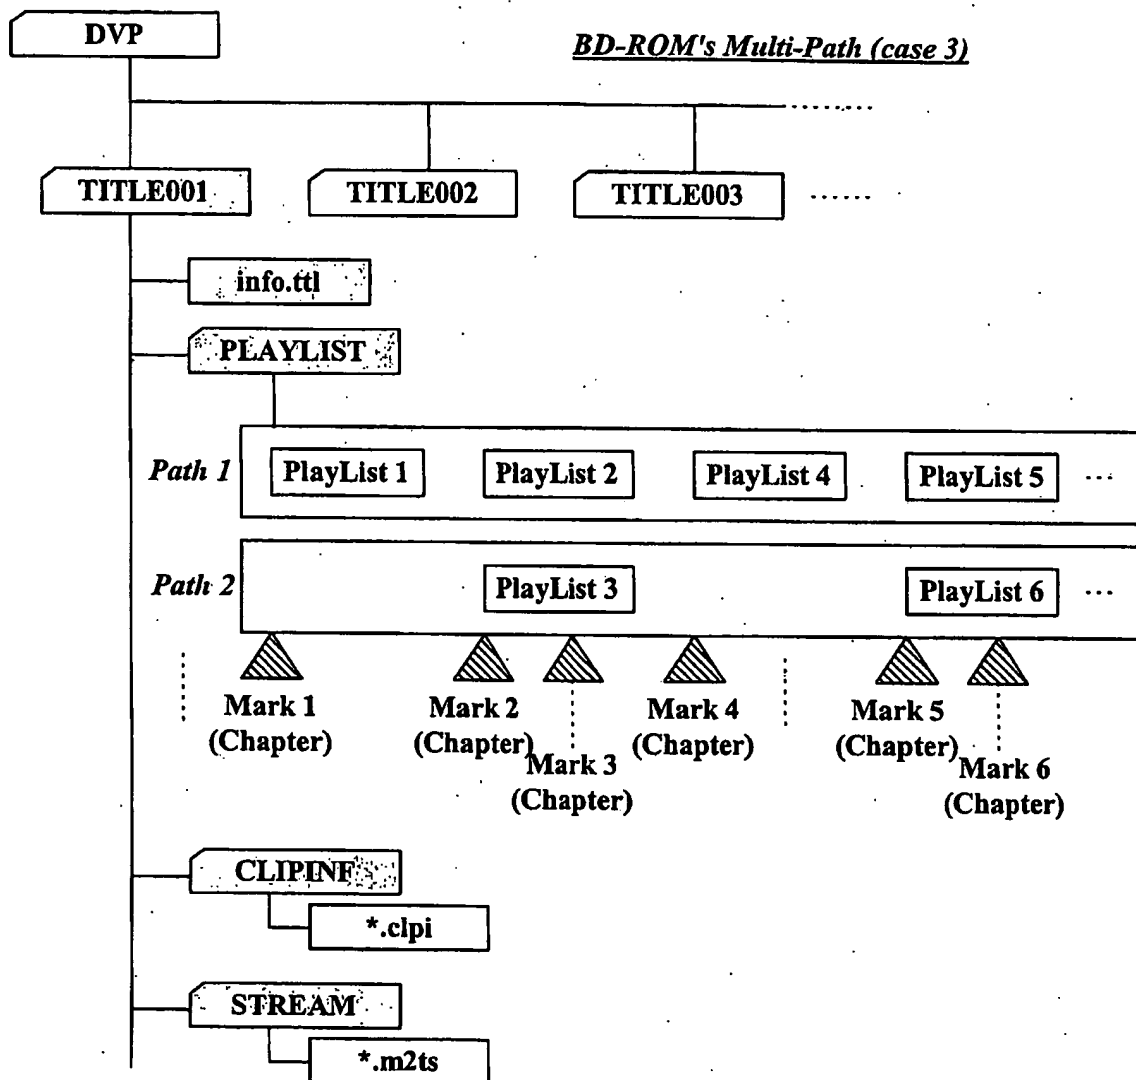 DVP
BD-ROM's Multi-Path (case 3)
TITLE001
TITLE002
TITLE003
info.ttl
PLAYLIST
Path 1
PlayList 1
PlayList 2
PlayList 4
PlayList 5
Path 2
PlayList 3
PlayList 6
Mark 1
(Chapter)
Mark 2
(Chapter)
Mark 3
(Chapter)
Mark 4
(Chapter)
Mark 5
(Chapter)
Mark 6
(Chapter)
CLIPINF
*.clpi
STREAM
*.m2ts